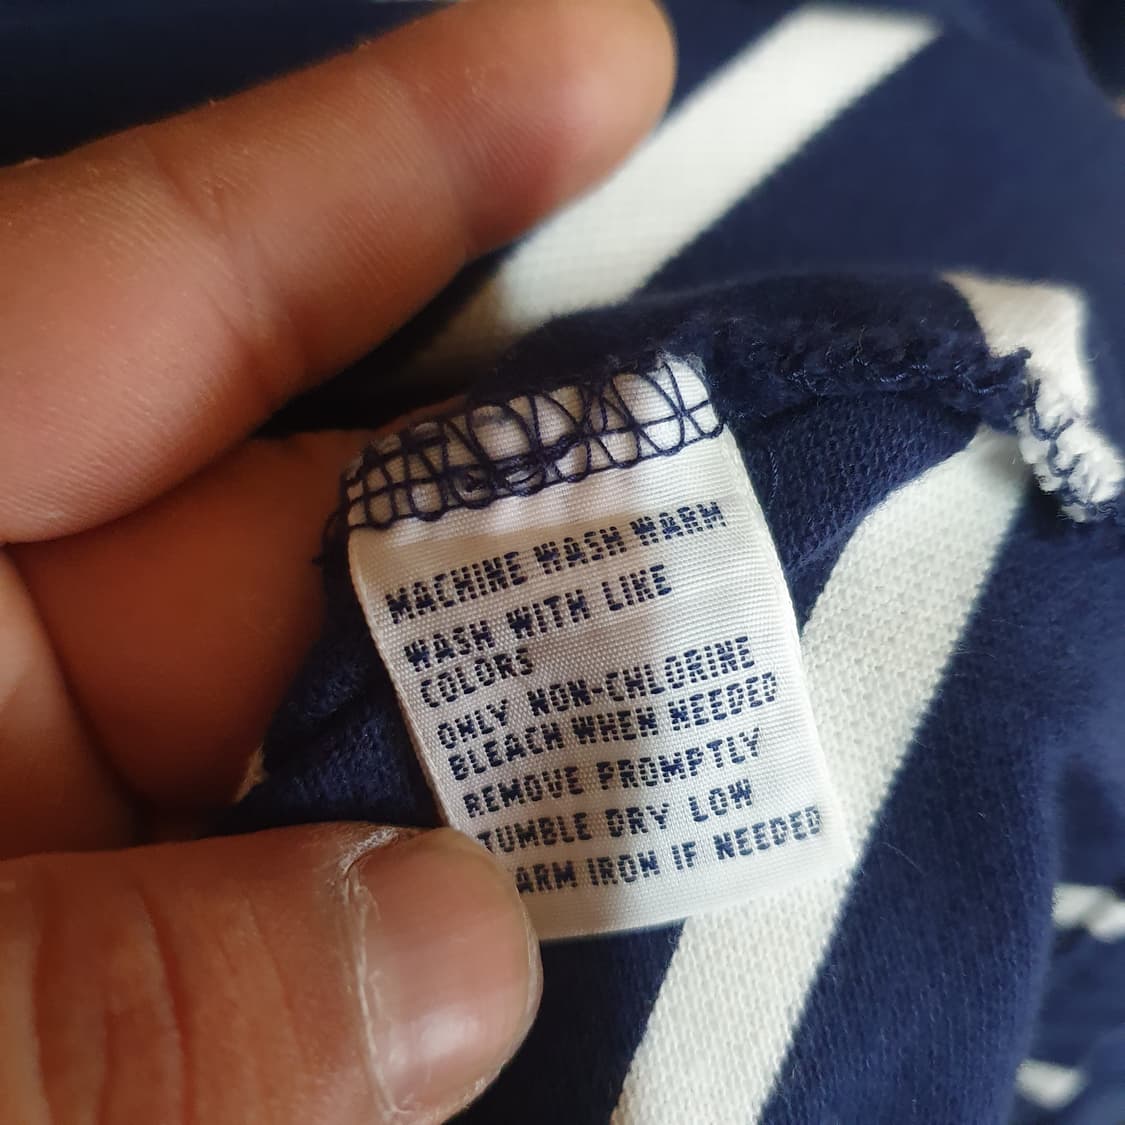 MACHINE WASH WARM
WASH WITH LIKE
COLORS
ONLY NON-CHLORINE
BLEACH WHEN NEEDED
REMOVE PROMPTLY
TUMBLE DRY LOW
ARM IRON IF NEEDED